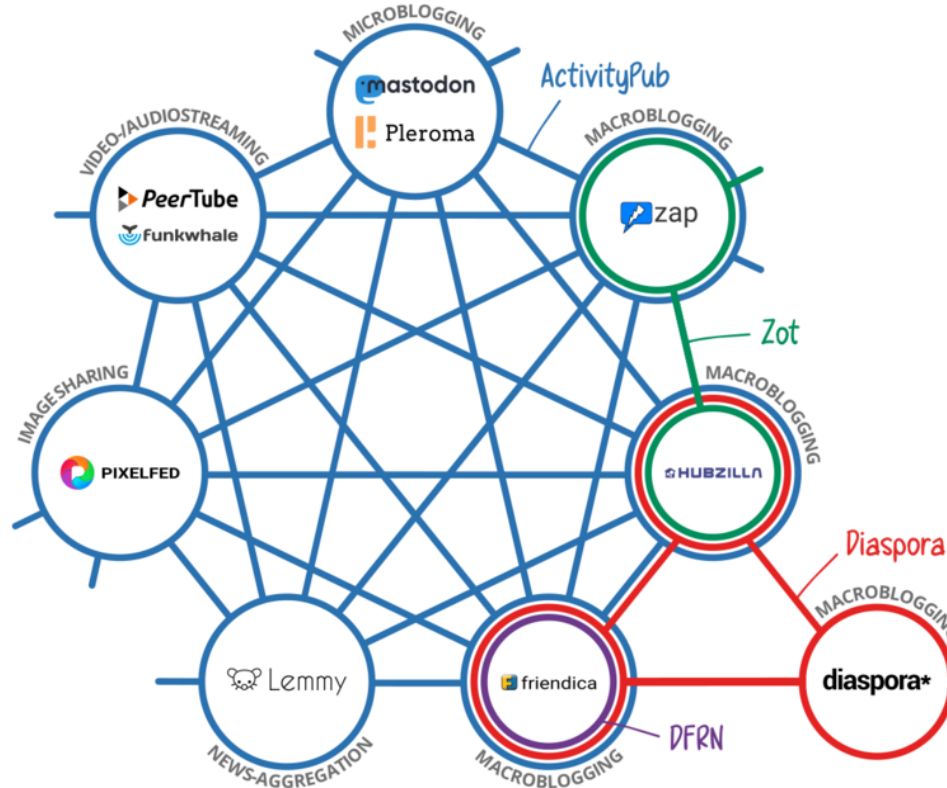 MICROBLOGGING
mastodon
Pleroma
ActivityPub
VIDEO-/AUDIOSTREAMING
PeerTube
funkwhale
MACROBLOGGING
zap
Zot
IMAGE SHARING
PIXELFED
MACROBLOGGING
HUBZILLA
Diaspora
MACROBLOGGING
diaspora*
Lemmy
NEWS-AGGREGATION
friendica
MACROBLOGGING
DFRN